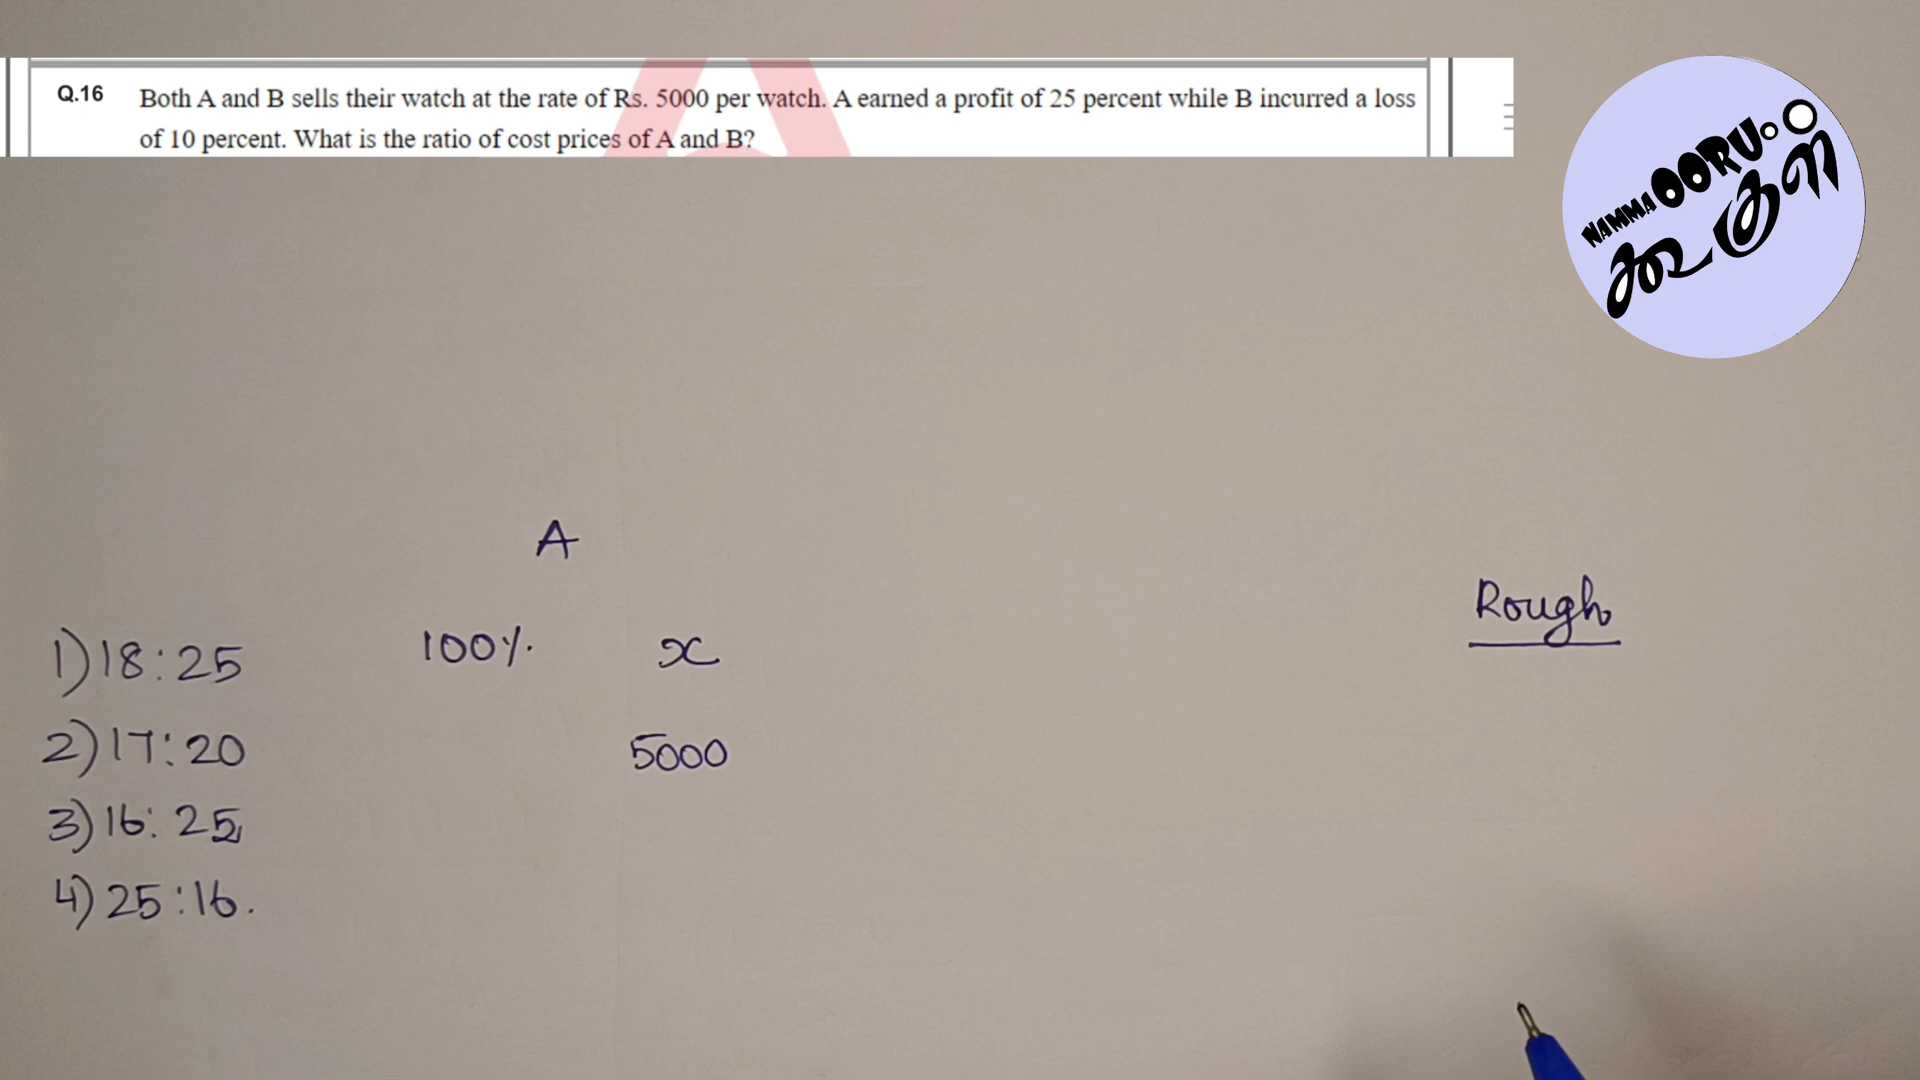 Q.16 Both A and B sells their watch at the rate of Rs. 5000 per watch. A earned a profit of 25 percent while B incurred a loss
of 10 percent. What is the ratio of cost prices of A and B?
NAMMA OORU
A
Rough
1) 18:25 100% x
2) 17:20 5000
3) 16:25
4) 25:16.